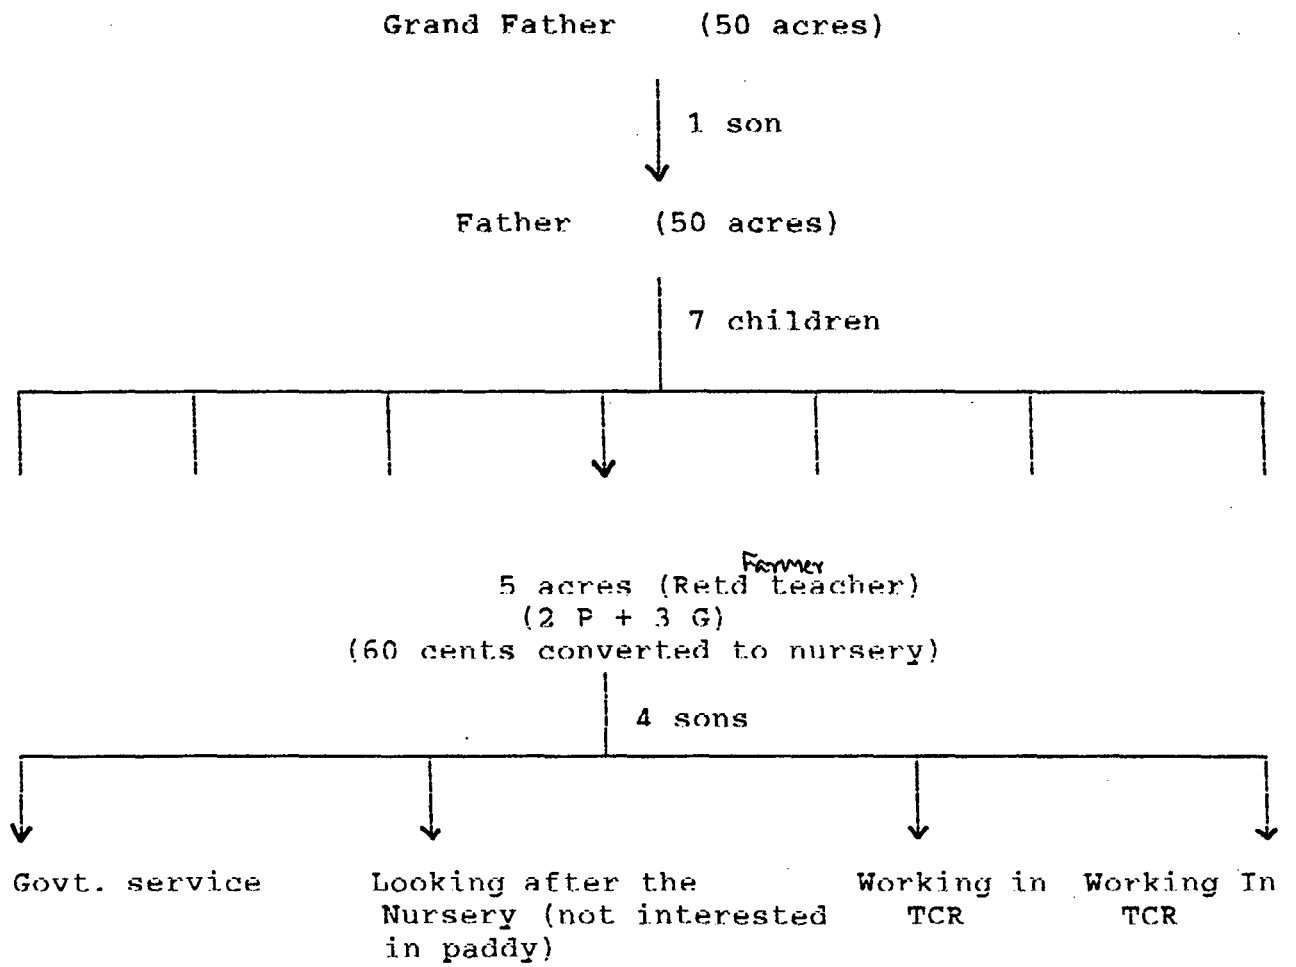 Grand Father (50 acres)
1 son
Father (50 acres)
7 children
Farmer
5 acres (Retd teacher)
(2 P + 3 G)
(60 cents converted to nursery)
4 sons
Govt. service
Looking after the
Nursery (not interested
in paddy)
Working in
TCR
Working In
TCR